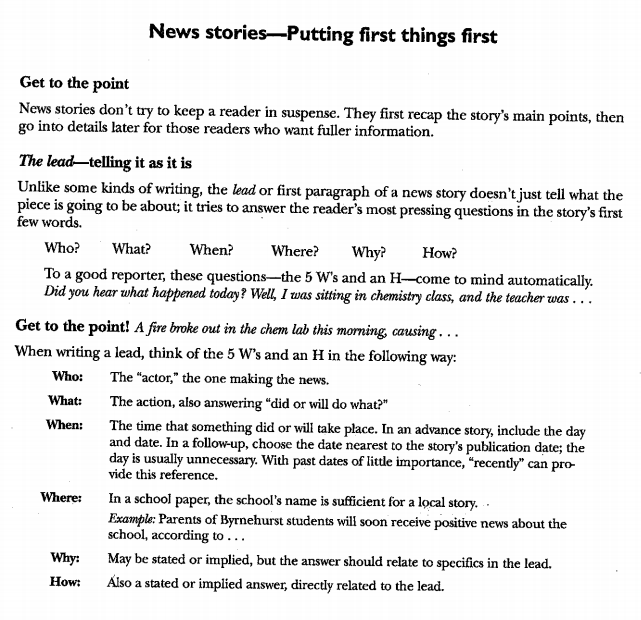 News stories—Putting first things first
Get to the point
News stories don't try to keep a reader in suspense. They first recap the story's main points, then
go into details later for those readers who want fuller information.
The lead—telling it as it is
Unlike some kinds of writing, the lead or first paragraph of a news story doesn't just tell what the
piece is going to be about; it tries to answer the reader's most pressing questions in the story's first
few words.
Who? What? When? Where? Why? How?
To a good reporter, these questions—the 5 W's and an H—come to mind automatically.
Did you hear what happened today? Well, I was sitting in chemistry class, and the teacher was . . .
Get to the point! A fire broke out in the chem lab this morning, causing . . .
When writing a lead, think of the 5 W's and an H in the following way:
Who: The "actor," the one making the news.
What: The action, also answering "did or will do what?"
When: The time that something did or will take place. In an advance story, include the day
and date. In a follow-up, choose the date nearest to the story's publication date; the
day is usually unnecessary. With past dates of little importance, "recently" can pro-
vide this reference.
Where: In a school paper, the school's name is sufficient for a local story.
Example: Parents of Byrnehurst students will soon receive positive news about the
school, according to . . .
Why: May be stated or implied, but the answer should relate to specifics in the lead.
How: Also a stated or implied answer, directly related to the lead.